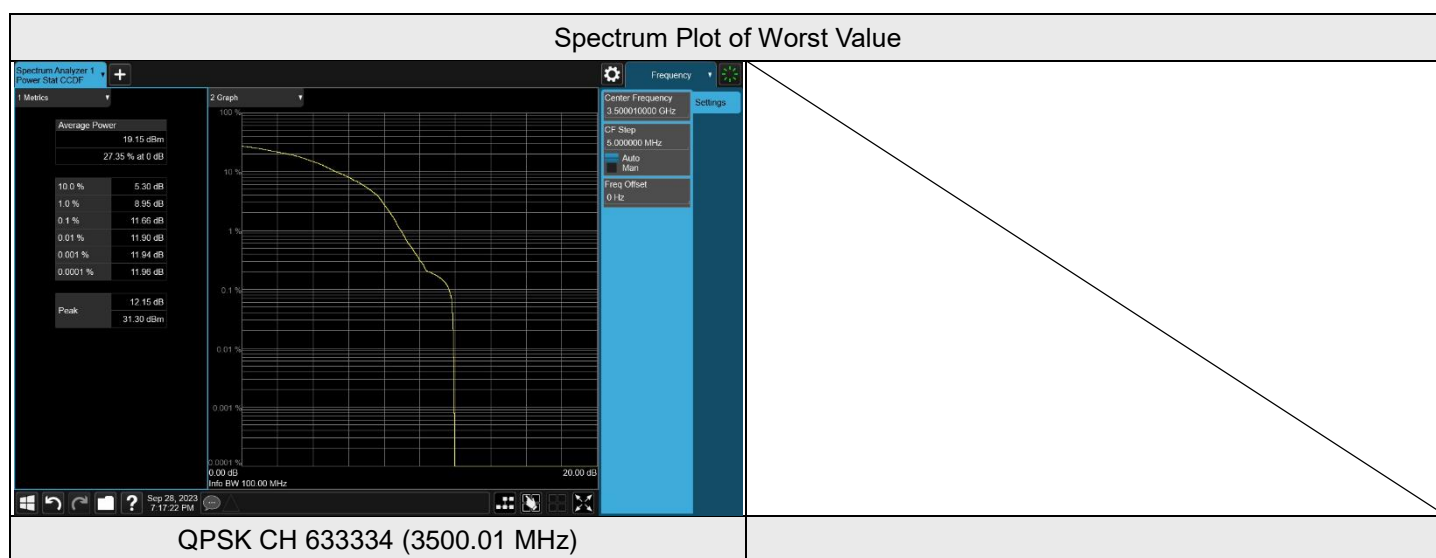 Spectrum Plot of Worst Value
Spectrum Analyzer 1
Power Stat CCDF
+
Frequency
1 Metrics
2 Graph
Center Frequency
3.500010000 GHz
Settings
CF Step
5.000000 MHz
Auto
Man
Freq Offset
0 Hz
Average Power
19.15 dBm
27.35 % at 0 dB
10.0 % 5.30 dB
1.0 % 8.95 dB
0.1 % 11.66 dB
0.01 % 11.90 dB
0.001 % 11.94 dB
0.0001 % 11.96 dB
Peak
12.15 dB
31.30 dBm
100 %
10 %
1 %
0.1 %
0.01 %
0.001 %
0.0001 %
0.00 dB
20.00 dB
Info BW 100.00 MHz
?
Sep 28, 2023
7:17:22 PM
QPSK CH 633334 (3500.01 MHz)